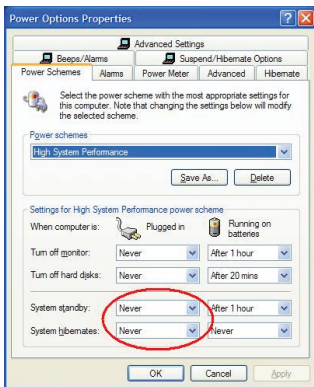 Power Options Properties
Advanced Settings
Beeps/Alarms
Suspend/Hibernate Options
Power Schemes
Alarms
Power Meter
Advanced
Hibernate
Select the power scheme with the most appropriate settings for
this computer. Note that changing the settings below will modify
the selected scheme.
Power schemes
High System Performance
Save As...
Delete
Settings for High System Performance power scheme
When computer is:
Plugged in
Running on
batteries
Turn off monitor:
Never
After 1 hour
Turn off hard disks:
Never
After 20 mins
System standby:
Never
After 1 hour
System hibernates:
Never
Never
OK
Cancel
Apply